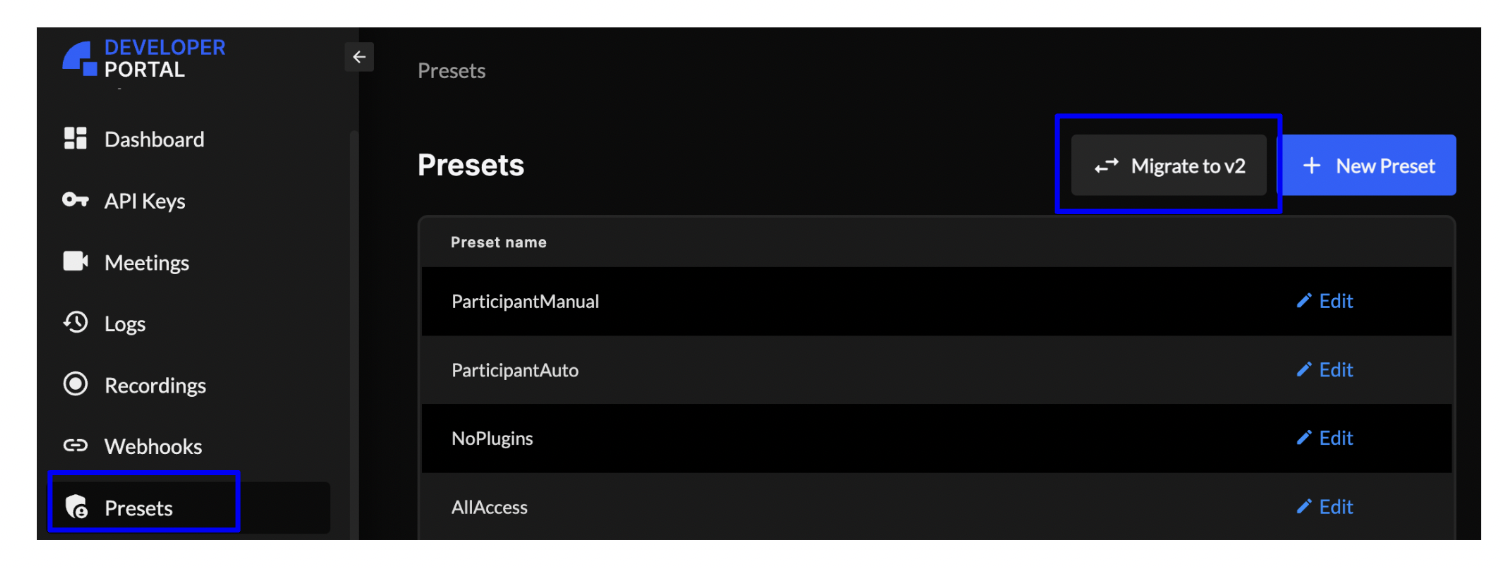 DEVELOPER
PORTAL
Dashboard
API Keys
Meetings
Logs
Recordings
Webhooks
Presets
Presets
Presets
Migrate to v2
+ New Preset
Preset name
ParticipantManual
Edit
ParticipantAuto
Edit
NoPlugins
Edit
AllAccess
Edit